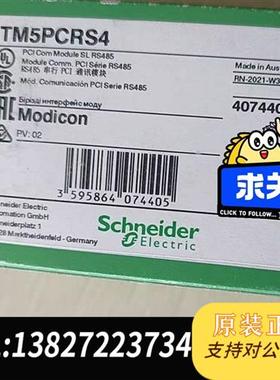 TM5PCRS4
PCI Com Module SL RS485
Module Comm. PCI Série RS485
RS485 串行 PCI 通讯模块
Mód. Comunicación PCI Serie RS485
Made in Aus
RN-2021-W3
407440
Modicon
PV: 02
求关
FOLLOW ME!
3 595864 074405
Schneider Electric
Automation GmbH
Schneiderplatz 1
Marktheidenfeld - Germany
Schneider
Electric
原装正
支持对公
:13827223734